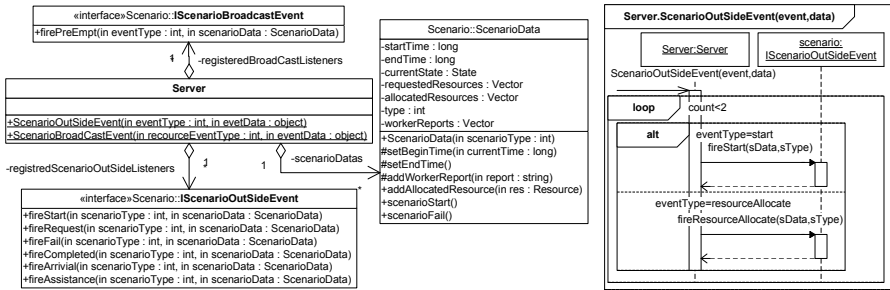 «interface»Scenario::IScenarioBroadcastEvent
+firePreEmpt(in eventType : int, in scenarioData : ScenarioData)
-registeredBroadCastListeners
Server
+ScenarioOutSideEvent(in eventType : int, in evetData : object)
+ScenarioBroadCastEvent(in recourceEventType : int, in eventData : object)
-registredScenarioOutSideListeners
1
-scenarioDatas
*
«interface»Scenario::IScenarioOutSideEvent
+fireStart(in scenarioType : int, in scenarioData : ScenarioData)
+fireRequest(in scenarioType : int, in scenarioData : ScenarioData)
+fireFail(in scenarioType : int, in scenarioData : ScenarioData)
+fireCompleted(in scenarioType : int, in scenarioData : ScenarioData)
+fireArrivial(in scenarioType : int, in scenarioData : ScenarioData)
+fireAssistance(in scenarioType : int, in scenarioData : ScenarioData)
Scenario::ScenarioData
-startTime : long
-endTime : long
-currentState : State
-requestedResources : Vector
-allocatedResources : Vector
-type : int
-workerReports : Vector
+ScenarioData(in scenarioType : int)
#setBeginTime(in currentTime : long)
#setEndTime()
#addWorkerReport(in report : string)
+addAllocatedResource(in res : Resource)
+scenarioStart()
+scenarioFail()
Server.ScenarioOutSideEvent(event,data)
Server:Server
scenario:
IScenarioOutSideEvent
ScenarioOutSideEvent(event,data)
loop
count<2
alt
eventType=start
fireStart(sData,sType)
eventType=resourceAllocate
fireResourceAllocate(sData,sType)